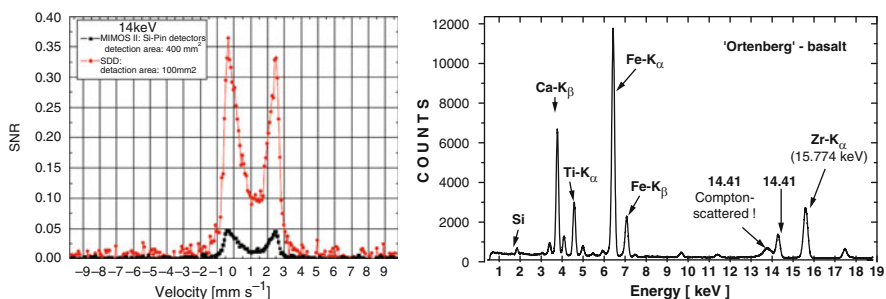 14keV
MIMOS II: Si-Pin detectors
detection area: 400 mm²
SDD:
detaction area: 100mm2
0.40
0.35
0.30
0.25
0.20
0.15
0.10
0.05
0.00
SNR
−9 −8 −7 −6 −5 −4 −3 −2 −1 0 1 2 3 4 5 6 7 8 9
Velocity [mm s⁻¹]
12000
10000
8000
6000
4000
2000
0
COUNTS
'Ortenberg' - basalt
Fe-Kα
Ca-Kβ
Ti-Kα
Fe-Kβ
Si
Zr-Kα
(15.774 keV)
14.41
Compton-
scattered !
14.41
1 2 3 4 5 6 7 8 9 10 11 12 13 14 15 16 17 18 19
Energy [ keV]